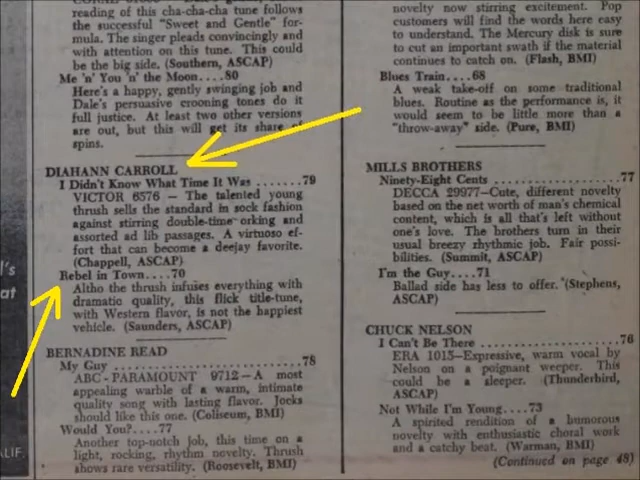 reading of this cha-cha-cha tune follows
the successful "Sweet and Gentle" for-
mula. The singer pleads convincingly and
with attention on this tune. This could
be the big side. (Southern, ASCAP)
Me 'n' You 'n' the Moon....80
Here's a happy, gently swinging job and
Dale's persuasive crooning tones do it
full justice. At least two other versions
are out, but this will get its share of
spins.
DIAHANN CARROLL
I Didn't Know What Time It Was .......79
VICTOR 6576 — The talented young
thrush sells the standard in sock fashion
against stirring double-time orking and
assorted ad lib passages. A virtuoso ef-
fort that can become a deejay favorite.
(Chappell, ASCAP)
Rebel in Town....70
Altho the thrush infuses everything with
dramatic quality, this flick title-tune,
with Western flavor, is not the happiest
vehicle. (Saunders, ASCAP)
BERNADINE READ
My Guy ...............................78
ABC-PARAMOUNT 9712—A most
appealing warble of a warm, intimate
quality song with lasting flavor. Jocks
should like this one. (Coliseum, BMI)
Would You?....77
Another top-notch job, this time on a
light, rocking, rhythm novelty. Thrush
shows rare versatility. (Roosevelt, BMI)
novelty now stirring excitement. Pop
customers will find the words here easy
to understand. The Mercury disk is sure
to cut an important swath if the material
continues to catch on. (Flash, BMI)
Blues Train....68
A weak take-off on some traditional
blues. Routine as the performance is, it
would seem to be little more than a
"throw-away" side. (Pure, BMI)
MILLS BROTHERS
Ninety-Eight Cents ....................77
DECCA 29977—Cute, different novelty
based on the net worth of man's chemical
content, which is all that's left without
one's love. The brothers turn in their
usual breezy rhythmic job. Fair possi-
bilities. (Summit, ASCAP)
I'm the Guy....71
Ballad side has less to offer. (Stephens,
ASCAP)
CHUCK NELSON
I Can't Be There ......................76
ERA 1015—Expressive, warm vocal by
Nelson on a poignant weeper. This
could be a sleeper. (Thunderbird,
ASCAP)
Not While I'm Young....73
A spirited rendition of a humorous
novelty with enthusiastic choral work
and a catchy beat. (Warman, BMI)
(Continued on page 48)
l's
at
ALIF.